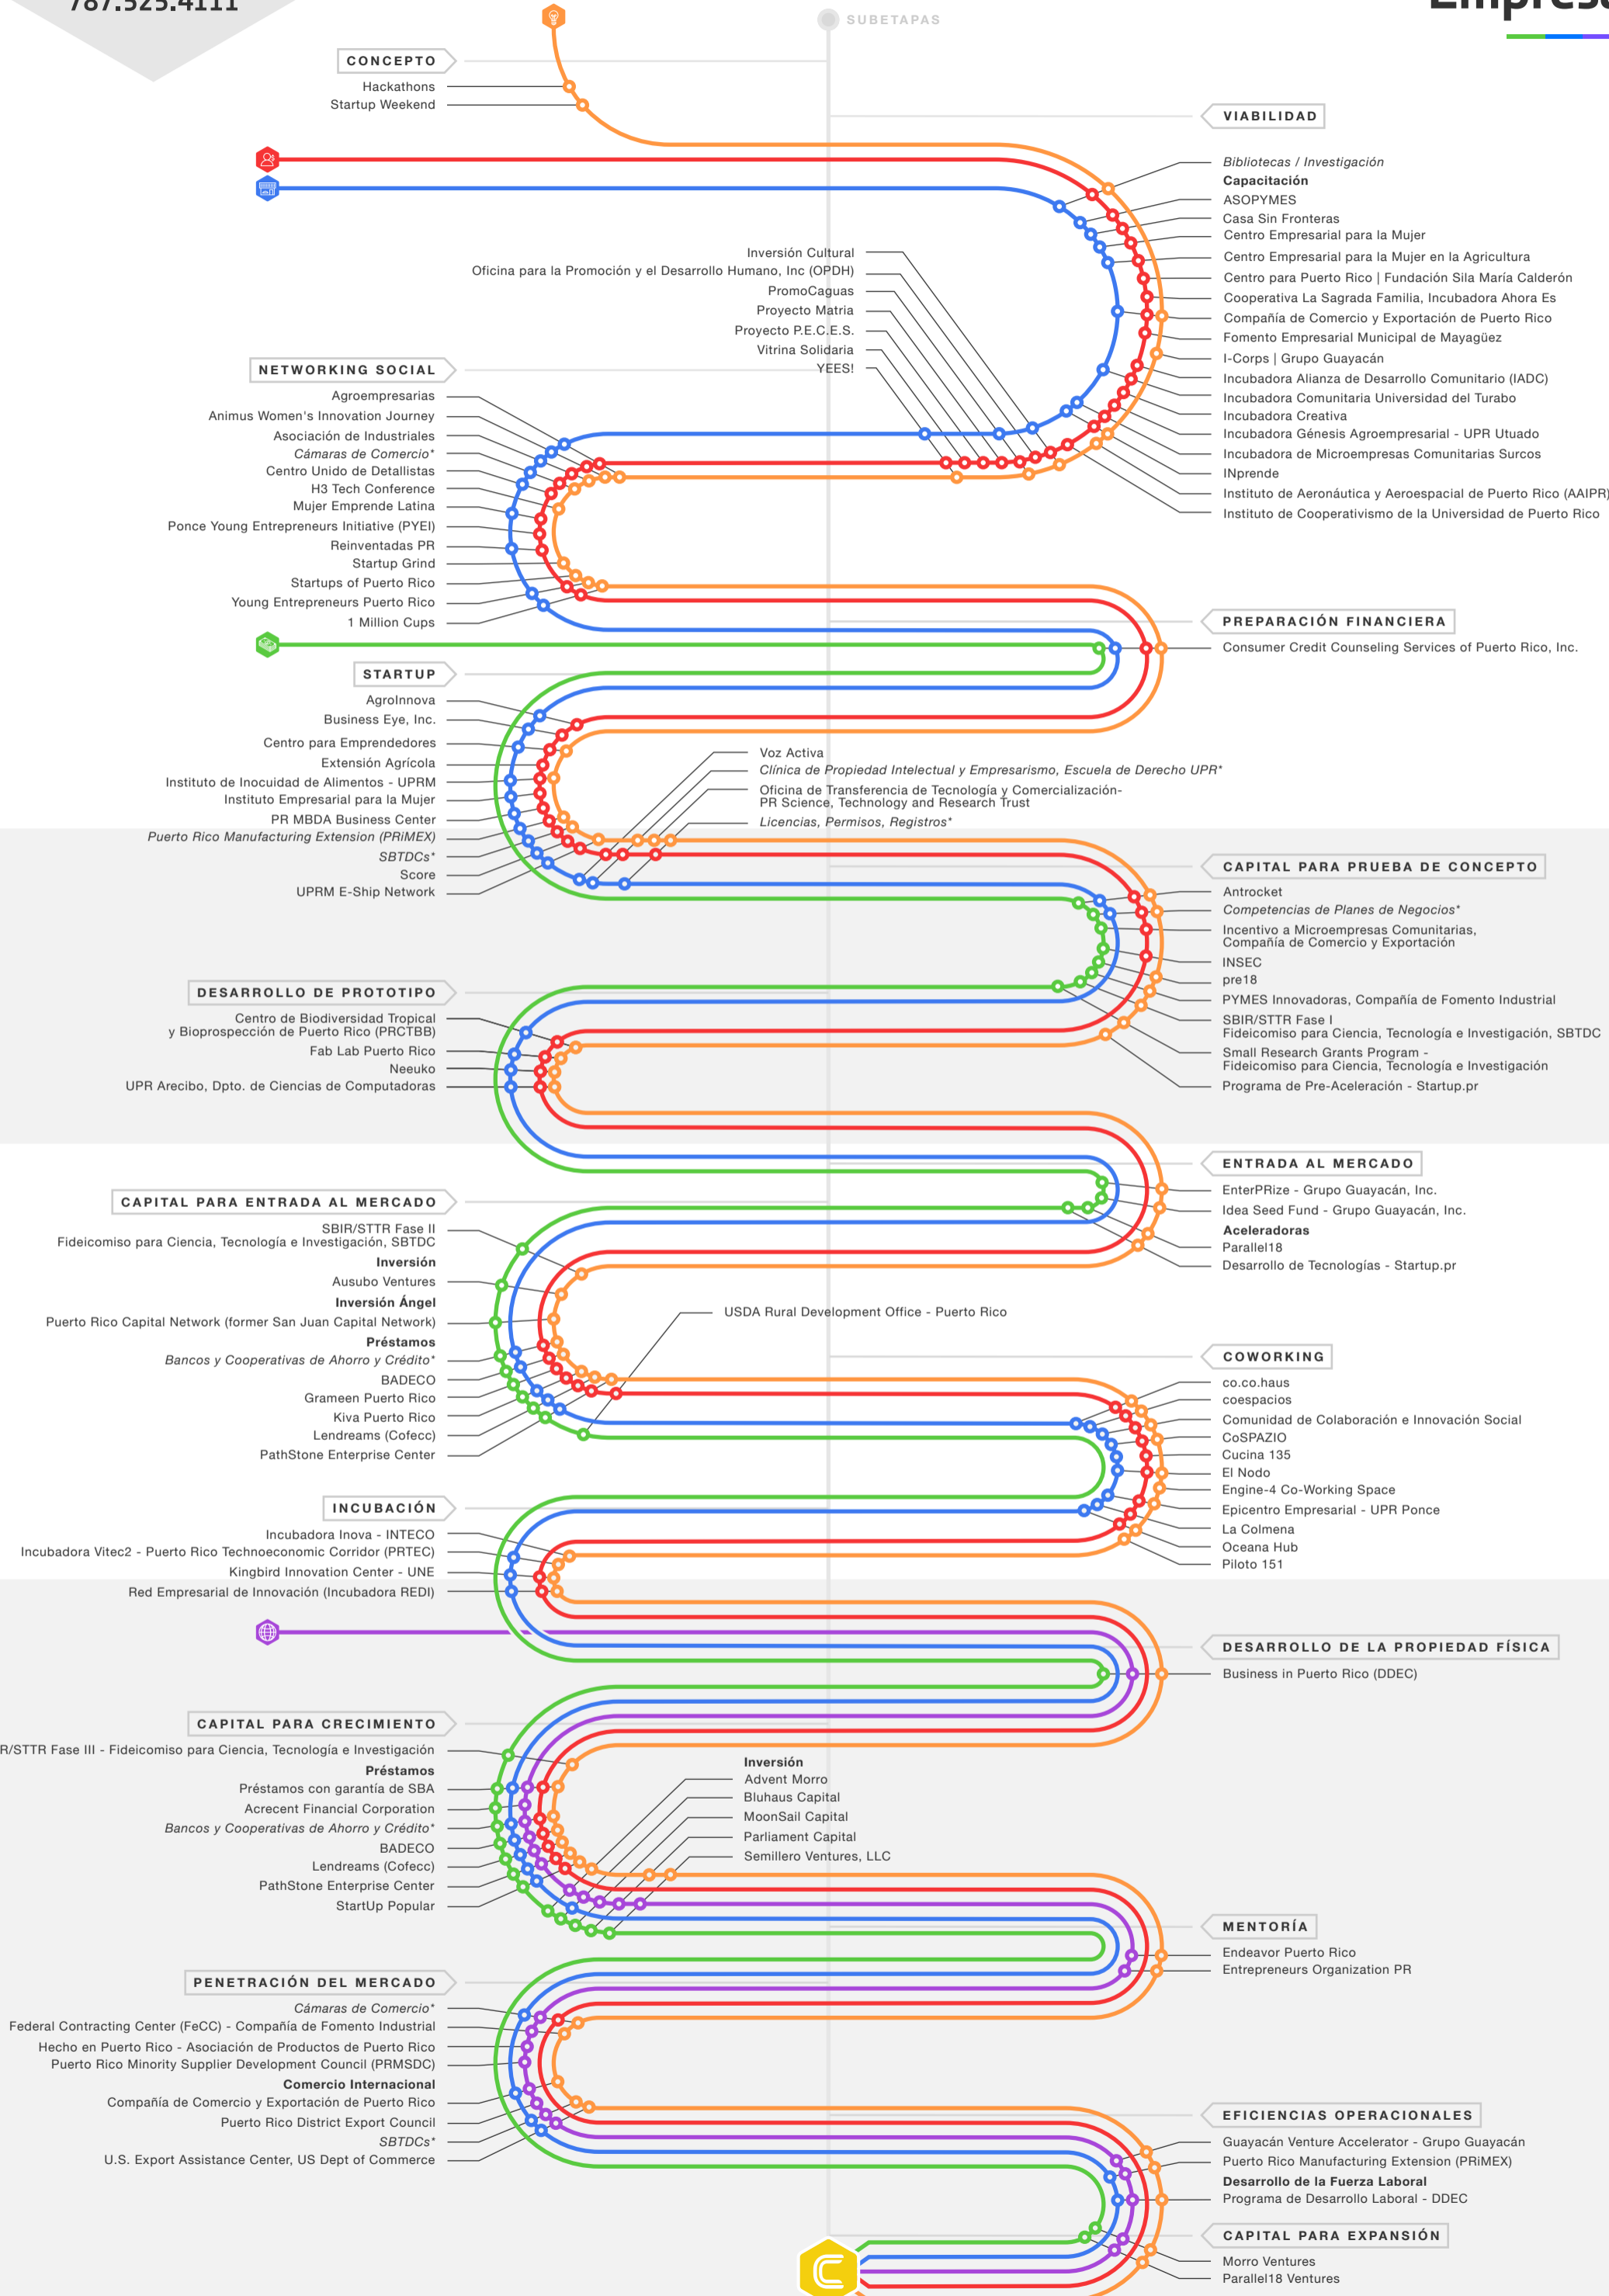 787.525.4111
SUBETAPAS
CONCEPTO
Hackathons
Startup Weekend
VIABILIDAD
Bibliotecas / Investigación
Capacitación
ASOPYMES
Casa Sin Fronteras
Centro Empresarial para la Mujer
Centro Empresarial para la Mujer en la Agricultura
Centro para Puerto Rico | Fundación Sila María Calderón
Cooperativa La Sagrada Familia, Incubadora Ahora Es
Compañía de Comercio y Exportación de Puerto Rico
Fomento Empresarial Municipal de Mayagüez
I-Corps | Grupo Guayacán
Incubadora Alianza de Desarrollo Comunitario (IADC)
Incubadora Comunitaria Universidad del Turabo
Incubadora Creativa
Incubadora Génesis Agroempresarial - UPR Utuado
Incubadora de Microempresas Comunitarias Surcos
INprende
Instituto de Aeronáutica y Aeroespacial de Puerto Rico (AAIPR)
Instituto de Cooperativismo de la Universidad de Puerto Rico
Inversión Cultural
Oficina para la Promoción y el Desarrollo Humano, Inc (OPDH)
PromoCaguas
Proyecto Matria
Proyecto P.E.C.E.S.
Vitrina Solidaria
YEES!
NETWORKING SOCIAL
Agroempresarias
Animus Women's Innovation Journey
Asociación de Industriales
Cámaras de Comercio*
Centro Unido de Detallistas
H3 Tech Conference
Mujer Emprende Latina
Ponce Young Entrepreneurs Initiative (PYEI)
Reinventadas PR
Startup Grind
Startups of Puerto Rico
Young Entrepreneurs Puerto Rico
1 Million Cups
PREPARACIÓN FINANCIERA
Consumer Credit Counseling Services of Puerto Rico, Inc.
STARTUP
AgroInnova
Business Eye, Inc.
Centro para Emprendedores
Extensión Agrícola
Instituto de Inocuidad de Alimentos - UPRM
Instituto Empresarial para la Mujer
PR MBDA Business Center
Puerto Rico Manufacturing Extension (PRiMEX)
SBTDCs*
Score
UPRM E-Ship Network
Voz Activa
Clínica de Propiedad Intelectual y Empresarismo, Escuela de Derecho UPR*
Oficina de Transferencia de Tecnología y Comercialización-
PR Science, Technology and Research Trust
Licencias, Permisos, Registros*
CAPITAL PARA PRUEBA DE CONCEPTO
Antrocket
Competencias de Planes de Negocios*
Incentivo a Microempresas Comunitarias,
Compañía de Comercio y Exportación
INSEC
pre18
PYMES Innovadoras, Compañía de Fomento Industrial
SBIR/STTR Fase I
Fideicomiso para Ciencia, Tecnología e Investigación, SBTDC
Small Research Grants Program -
Fideicomiso para Ciencia, Tecnología e Investigación
Programa de Pre-Aceleración - Startup.pr
DESARROLLO DE PROTOTIPO
Centro de Biodiversidad Tropical
y Bioprospección de Puerto Rico (PRCTBB)
Fab Lab Puerto Rico
Neeuko
UPR Arecibo, Dpto. de Ciencias de Computadoras
ENTRADA AL MERCADO
EnterPRize - Grupo Guayacán, Inc.
Idea Seed Fund - Grupo Guayacán, Inc.
Aceleradoras
Parallel18
Desarrollo de Tecnologías - Startup.pr
CAPITAL PARA ENTRADA AL MERCADO
SBIR/STTR Fase II
Fideicomiso para Ciencia, Tecnología e Investigación, SBTDC
Inversión
Ausubo Ventures
Inversión Ángel
Puerto Rico Capital Network (former San Juan Capital Network)
Préstamos
Bancos y Cooperativas de Ahorro y Crédito*
BADECO
Grameen Puerto Rico
Kiva Puerto Rico
Lendreams (Cofecc)
PathStone Enterprise Center
USDA Rural Development Office - Puerto Rico
COWORKING
co.co.haus
coespacios
Comunidad de Colaboración e Innovación Social
CoSPAZIO
Cucina 135
El Nodo
Engine-4 Co-Working Space
Epicentro Empresarial - UPR Ponce
La Colmena
Oceana Hub
Piloto 151
INCUBACIÓN
Incubadora Inova - INTECO
Incubadora Vitec2 - Puerto Rico Technoeconomic Corridor (PRTEC)
Kingbird Innovation Center - UNE
Red Empresarial de Innovación (Incubadora REDI)
DESARROLLO DE LA PROPIEDAD FÍSICA
Business in Puerto Rico (DDEC)
CAPITAL PARA CRECIMIENTO
R/STTR Fase III - Fideicomiso para Ciencia, Tecnología e Investigación
Préstamos
Préstamos con garantía de SBA
Acrecent Financial Corporation
Bancos y Cooperativas de Ahorro y Crédito*
BADECO
Lendreams (Cofecc)
PathStone Enterprise Center
StartUp Popular
Inversión
Advent Morro
Bluhaus Capital
MoonSail Capital
Parliament Capital
Semillero Ventures, LLC
MENTORÍA
Endeavor Puerto Rico
Entrepreneurs Organization PR
PENETRACIÓN DEL MERCADO
Cámaras de Comercio*
Federal Contracting Center (FeCC) - Compañía de Fomento Industrial
Hecho en Puerto Rico - Asociación de Productos de Puerto Rico
Puerto Rico Minority Supplier Development Council (PRMSDC)
Comercio Internacional
Compañía de Comercio y Exportación de Puerto Rico
Puerto Rico District Export Council
SBTDCs*
U.S. Export Assistance Center, US Dept of Commerce
EFICIENCIAS OPERACIONALES
Guayacán Venture Accelerator - Grupo Guayacán
Puerto Rico Manufacturing Extension (PRiMEX)
Desarrollo de la Fuerza Laboral
Programa de Desarrollo Laboral - DDEC
CAPITAL PARA EXPANSIÓN
Morro Ventures
Parallel18 Ventures